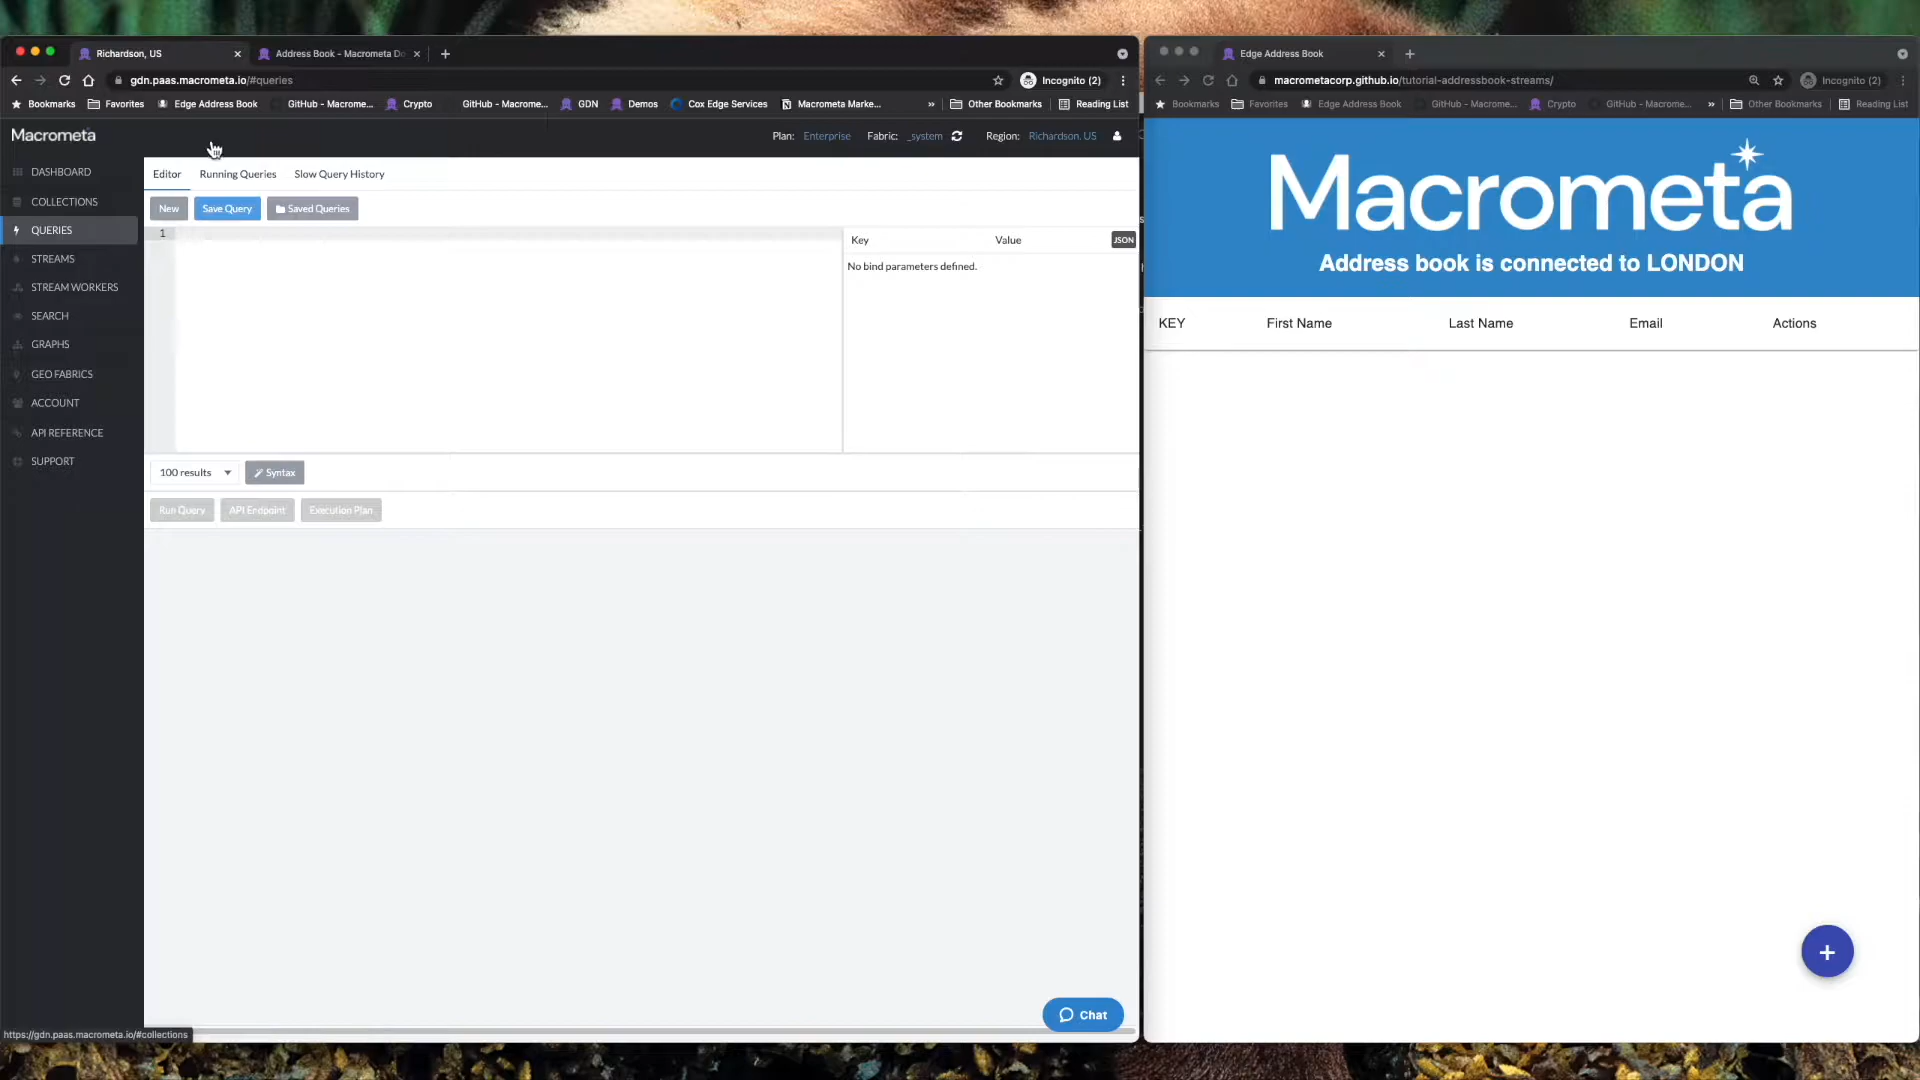 Richardson, US
Address Book - Macrometa Do
gdn.paas.macrometa.io/#queries
Incognito (2)
Bookmarks
Favorites
Edge Address Book
GitHub - Macrome...
Crypto
GitHub - Macrome...
GDN
Demos
Cox Edge Services
Macrometa Marke...
»
Other Bookmarks
Reading List
Macrometa
Plan: Enterprise
Fabric: _system
Region: Richardson, US
DASHBOARD
COLLECTIONS
QUERIES
STREAMS
STREAM WORKERS
SEARCH
GRAPHS
GEO FABRICS
ACCOUNT
API REFERENCE
SUPPORT
Editor
Running Queries
Slow Query History
New
Save Query
Saved Queries
1
Key
Value
JSON
No bind parameters defined.
100 results
Syntax
Run Query
API Endpoint
Execution Plan
Chat
https://gdn.paas.macrometa.io/#collections
Edge Address Book
macrometacorp.github.io/tutorial-addressbook-streams/
Incognito (2)
Bookmarks
Favorites
Edge Address Book
GitHub - Macrome...
Crypto
GitHub - Macrome...
»
Other Bookmarks
Reading List
Macrometa
Address book is connected to LONDON
KEY
First Name
Last Name
Email
Actions
+